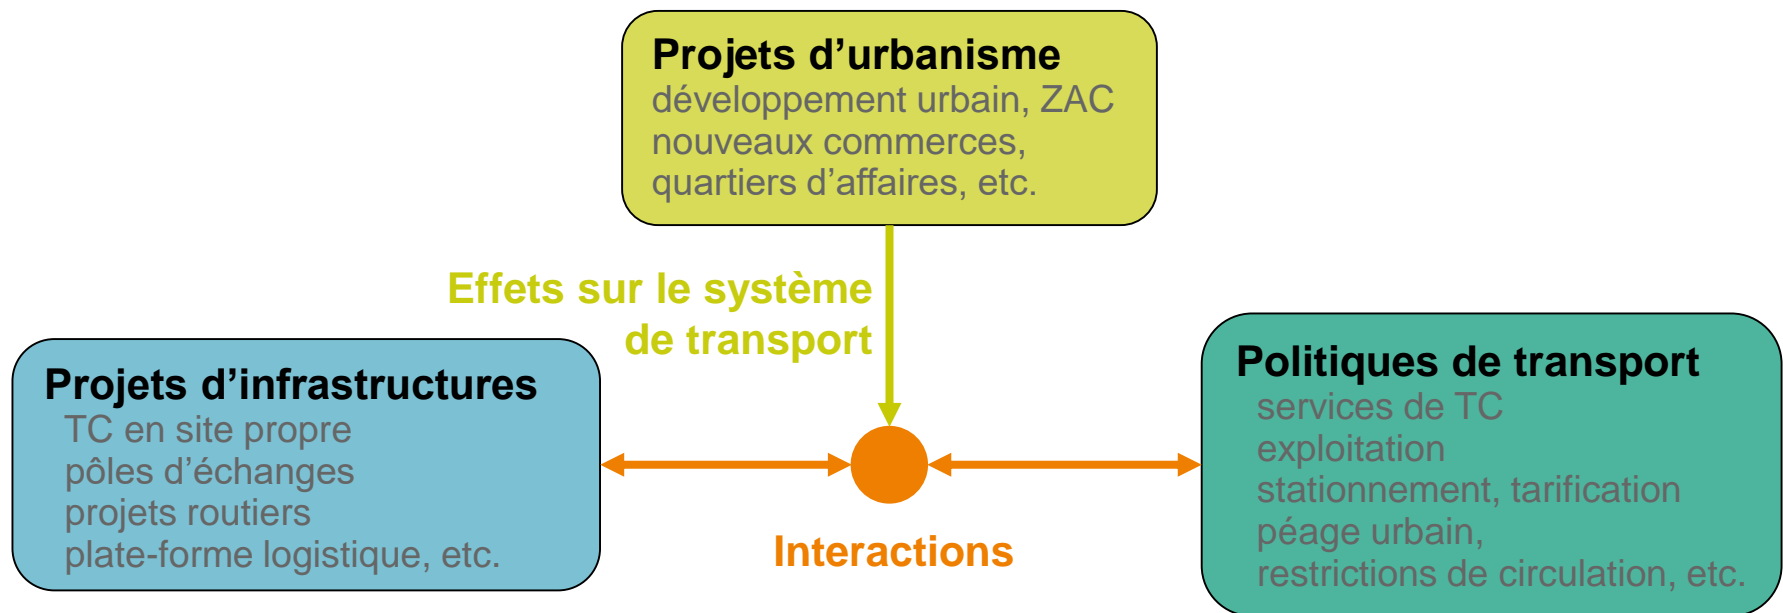 Projets d’urbanisme
développement urbain, ZAC
nouveaux commerces,
quartiers d’affaires, etc.
Effets sur le système
de transport
Projets d’infrastructures
TC en site propre
pôles d’échanges
projets routiers
plate-forme logistique, etc.
Interactions
Politiques de transport
services de TC
exploitation
stationnement, tarification
péage urbain,
restrictions de circulation, etc.